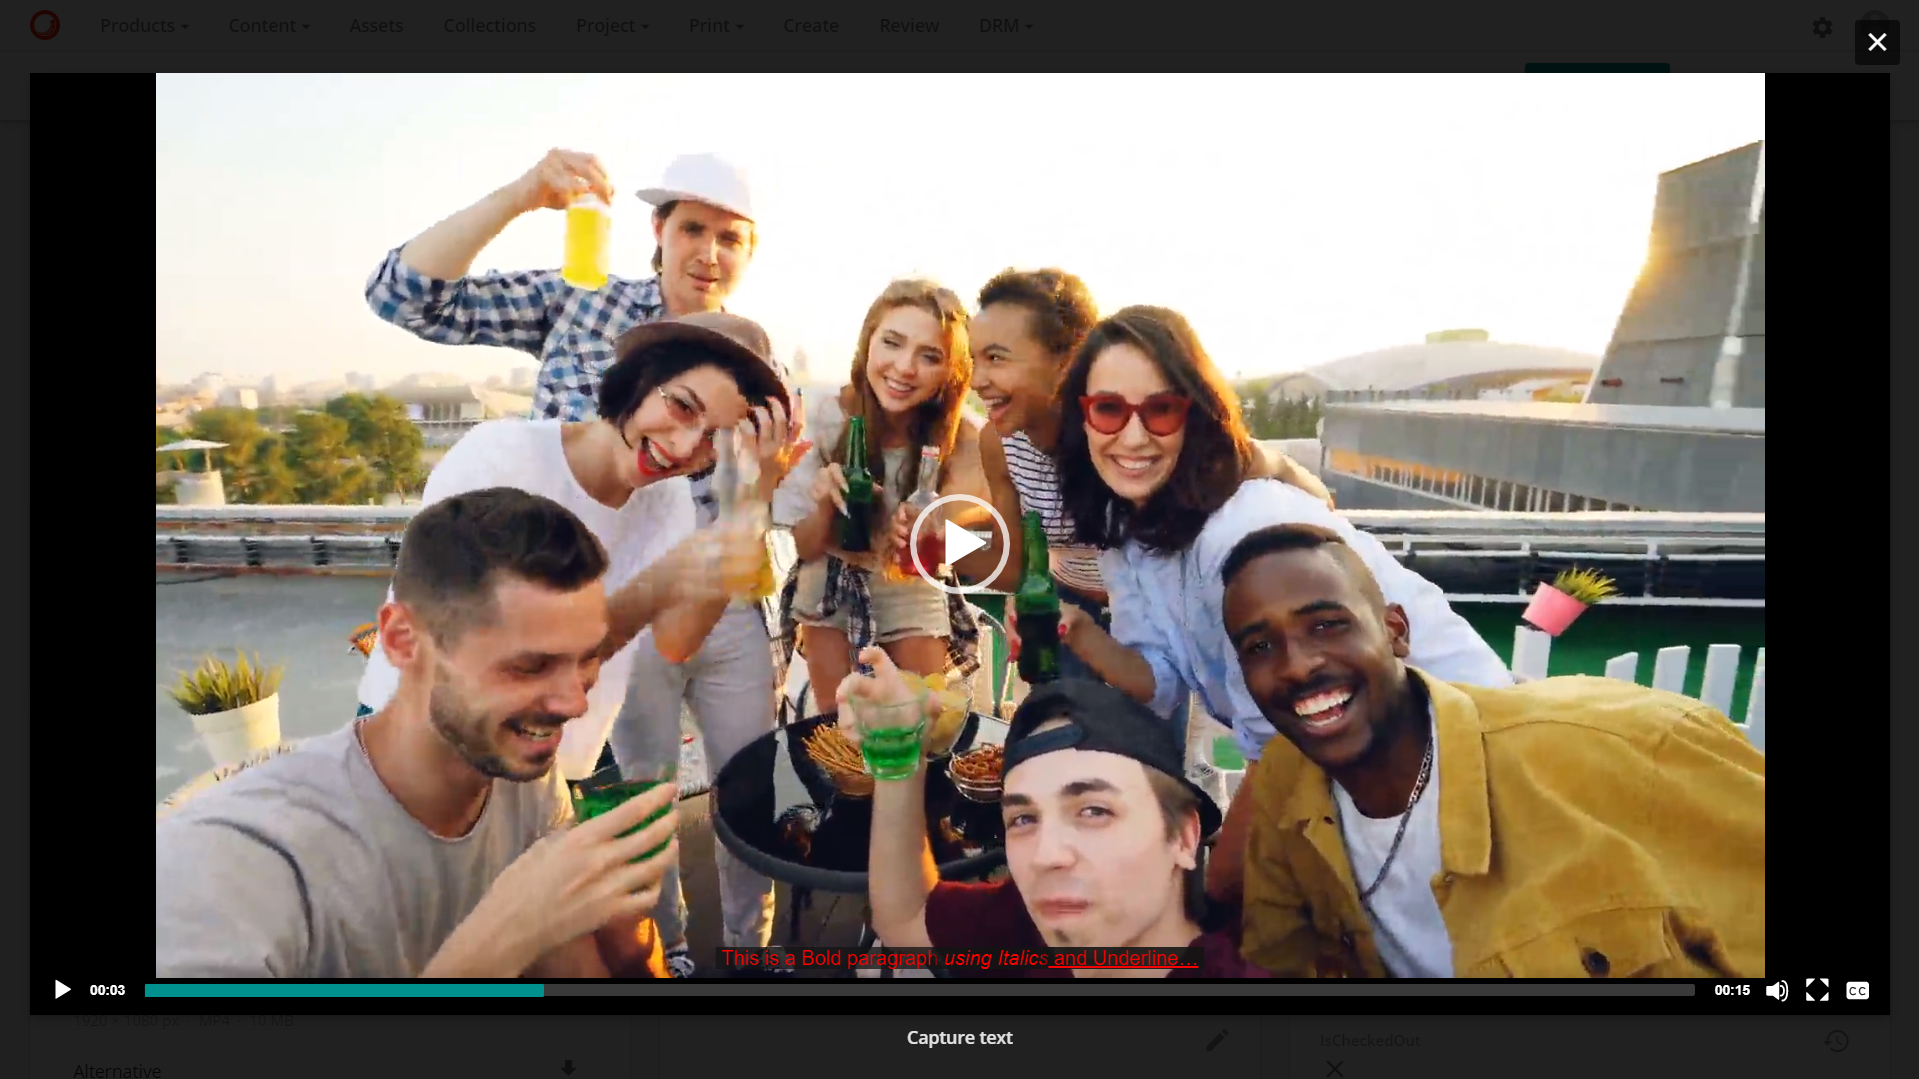 Products Content Assets Collections Project Print Create Review DRM
This is a Bold paragraph using Italics and Underline...
00:03 00:15 CC
Capture text
1920 × 1080 px - MP4 - 10 MB
IsCheckedOut
Alternative